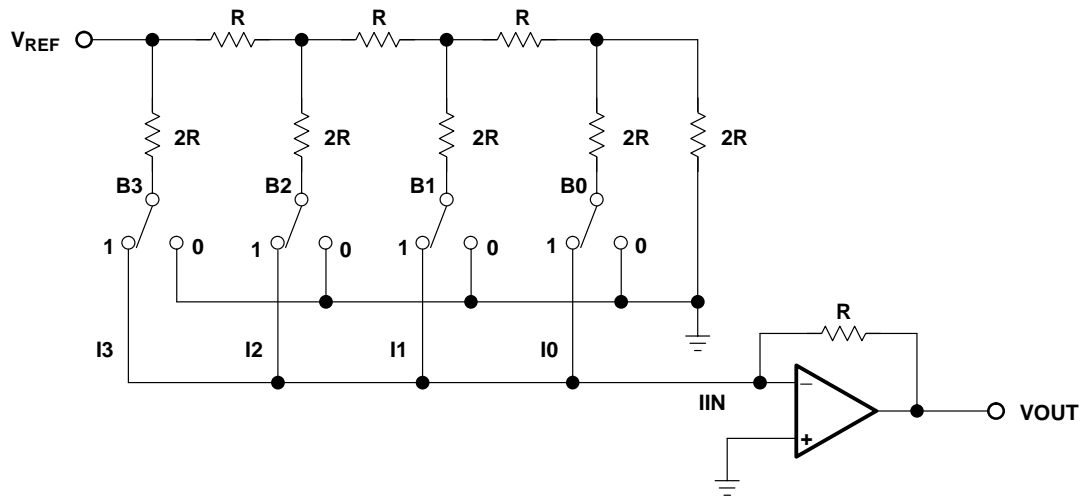 R R R
VREF
2R 2R 2R 2R 2R
B3 B2 B1 B0
1 0 1 0 1 0 1 0
R
I3 I2 I1 I0
IIN
−
VOUT
+